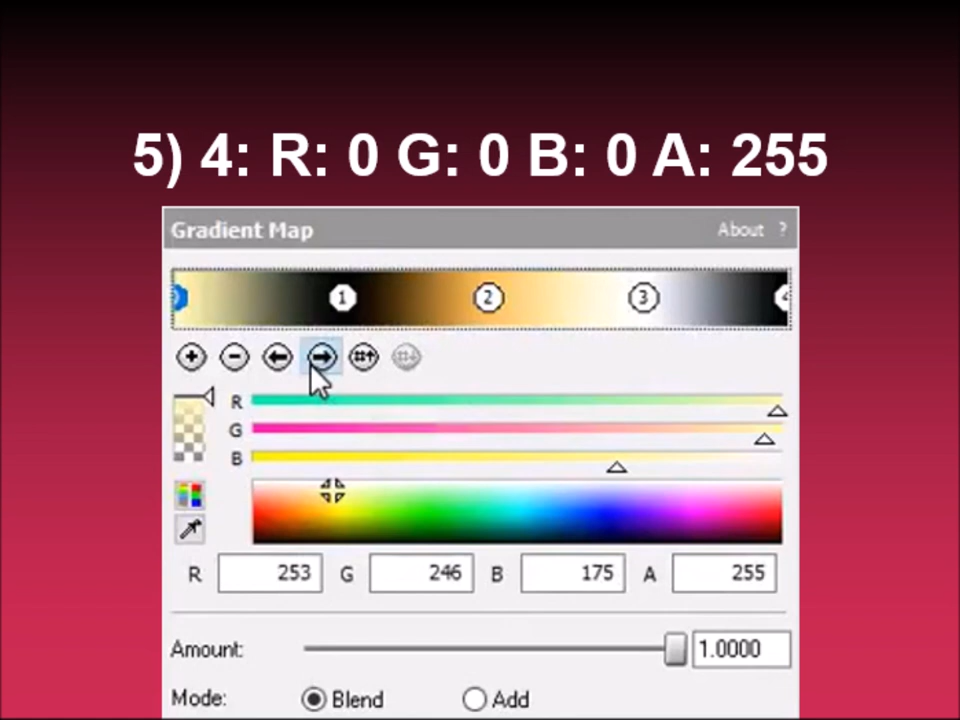 5) 4: R: 0 G: 0 B: 0 A: 255
Gradient Map About ?
1 2 3 4
R
G
B
R 253 G 246 B 175 A 255
Amount: 1.0000
Mode: Blend Add